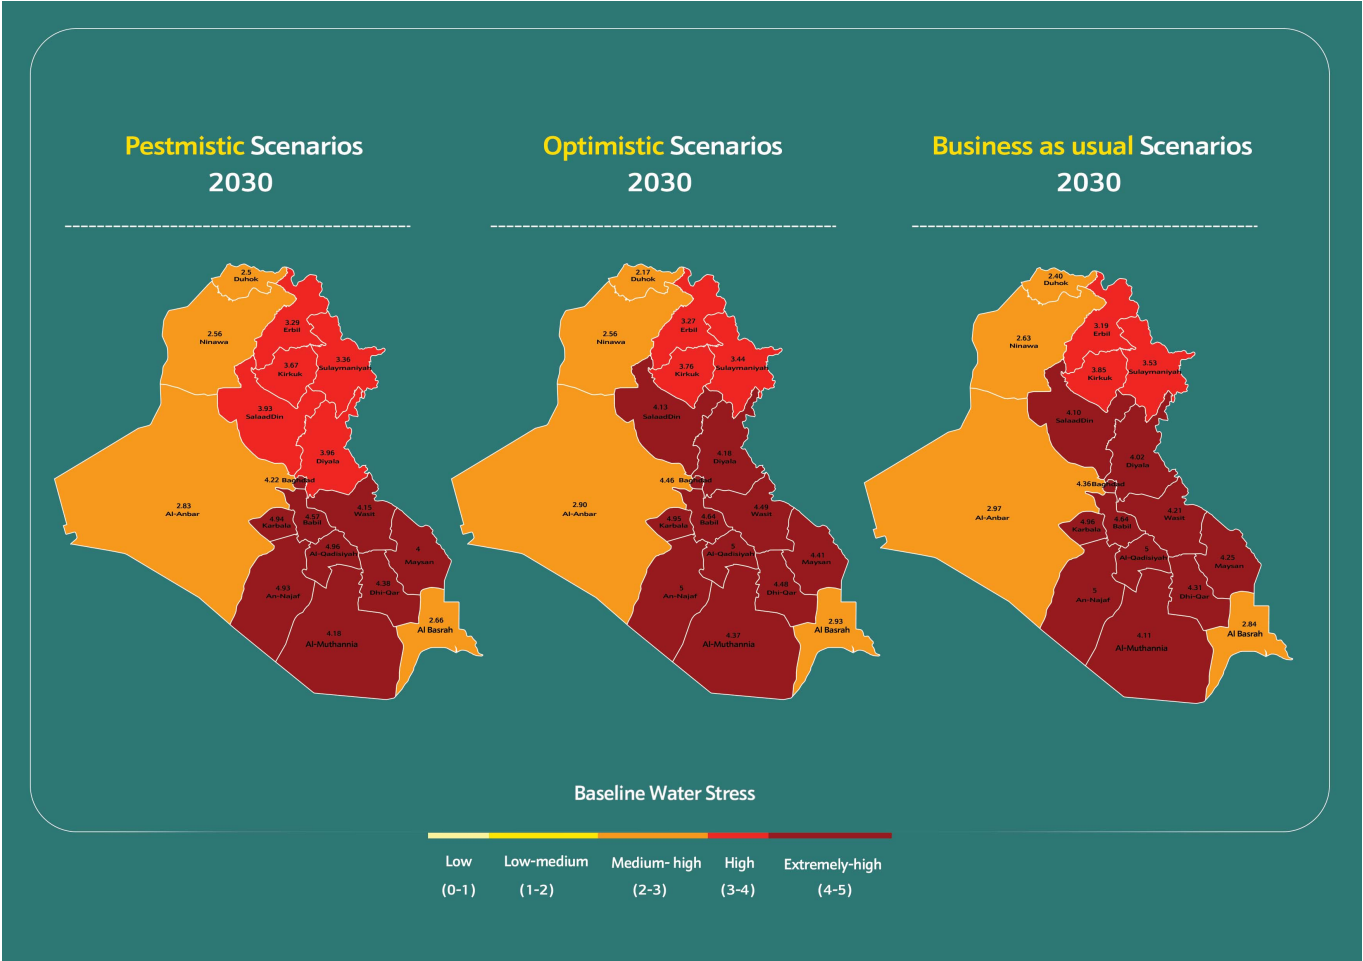 Pestmistic Scenarios
2030
Optimistic Scenarios
2030
Business as usual Scenarios
2030
2.5
Duhok
2.56
Ninawa
3.29
Erbil
3.67
Kirkuk
3.36
Sulaymaniyah
3.93
SalaadDin
3.96
Diyala
4.22 Baghdad
2.83
Al-Anbar
4.15
Wasit
4.94
Karbala
4.57
Babil
4.96
Al-Qadisiyah
4
Maysan
4.93
An-Najaf
4.38
Dhi-Qar
4.18
Al-Muthannia
2.66
Al Basrah
2.17
Duhok
2.56
Ninawa
3.27
Erbil
3.76
Kirkuk
3.44
Sulaymaniyah
4.13
SalaadDin
4.18
Diyala
4.46 Baghdad
2.90
Al-Anbar
4.49
Wasit
4.95
Karbala
4.64
Babil
5
Al-Qadisiyah
4.41
Maysan
5
An-Najaf
4.48
Dhi-Qar
4.37
Al-Muthannia
2.93
Al Basrah
2.40
Duhok
2.63
Ninawa
3.19
Erbil
3.85
Kirkuk
3.53
Sulaymaniyah
4.10
SalaadDin
4.02
Diyala
4.36 Baghdad
2.97
Al-Anbar
4.21
Wasit
4.96
Karbala
4.64
Babil
5
Al-Qadisiyah
4.25
Maysan
5
An-Najaf
4.31
Dhi-Qar
4.11
Al-Muthannia
2.84
Al Basrah
Baseline Water Stress
Low
(0-1)
Low-medium
(1-2)
Medium- high
(2-3)
High
(3-4)
Extremely-high
(4-5)